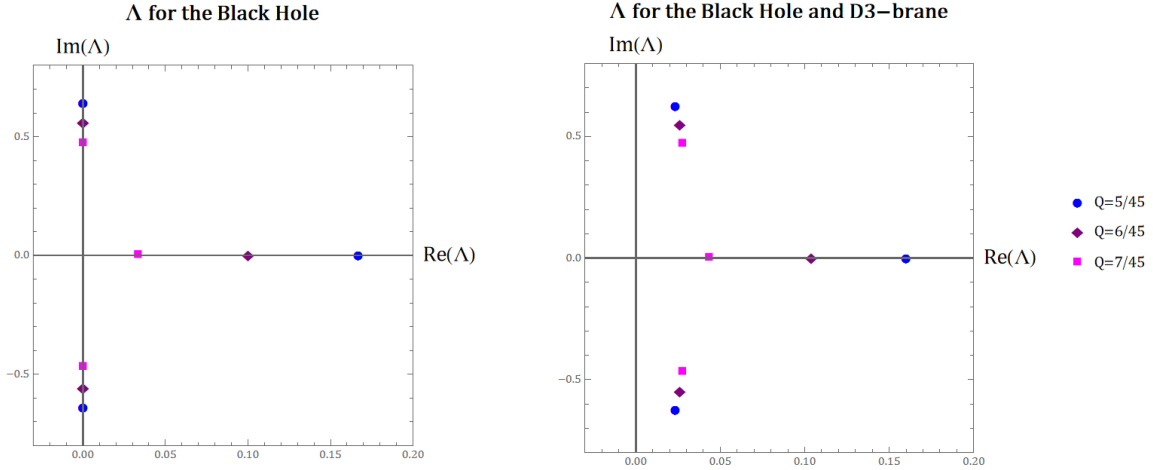 Λ for the Black Hole
Im(Λ)
0.5
0.0
−0.5
0.00
0.05
0.10
0.15
0.20
Re(Λ)
Λ for the Black Hole and D3−brane
Im(Λ)
0.5
0.0
−0.5
0.00
0.05
0.10
0.15
0.20
Re(Λ)
Q=5/45
Q=6/45
Q=7/45